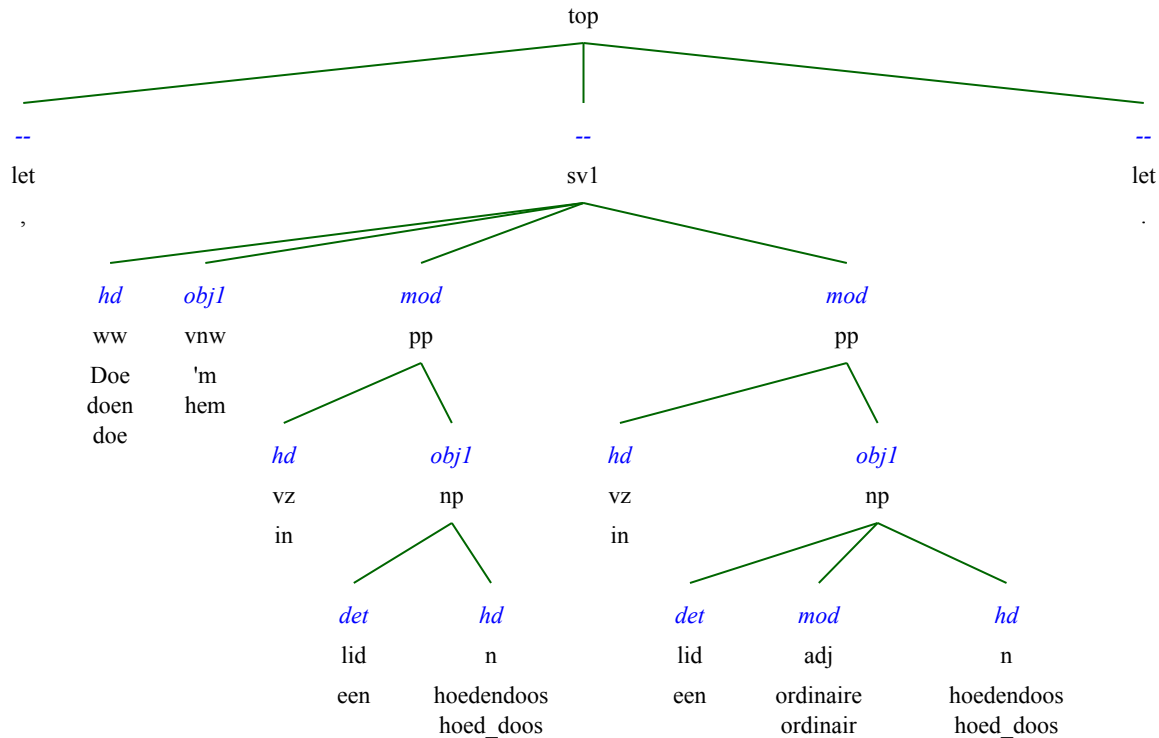 top
-- -- --
let sv1 let
, .
hd obj1 mod mod
ww vnw pp pp
Doe 'm
doen hem
doe
hd obj1 hd obj1
vz np vz np
in in
det hd det mod hd
lid n lid adj n
een hoedendoos een ordinaire hoedendoos
hoed_doos ordinair hoed_doos